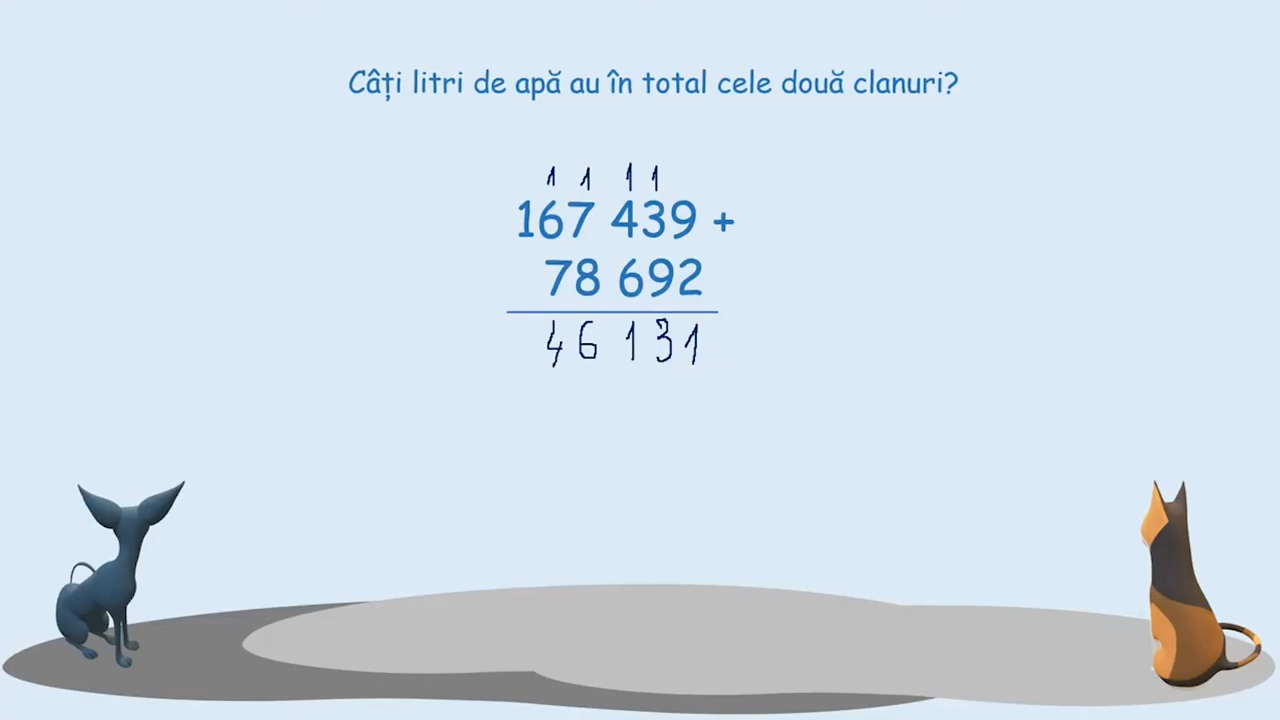 Câți litri de apă au în total cele două clanuri?
1 1 1 1
167 439 +
78 692
46 131